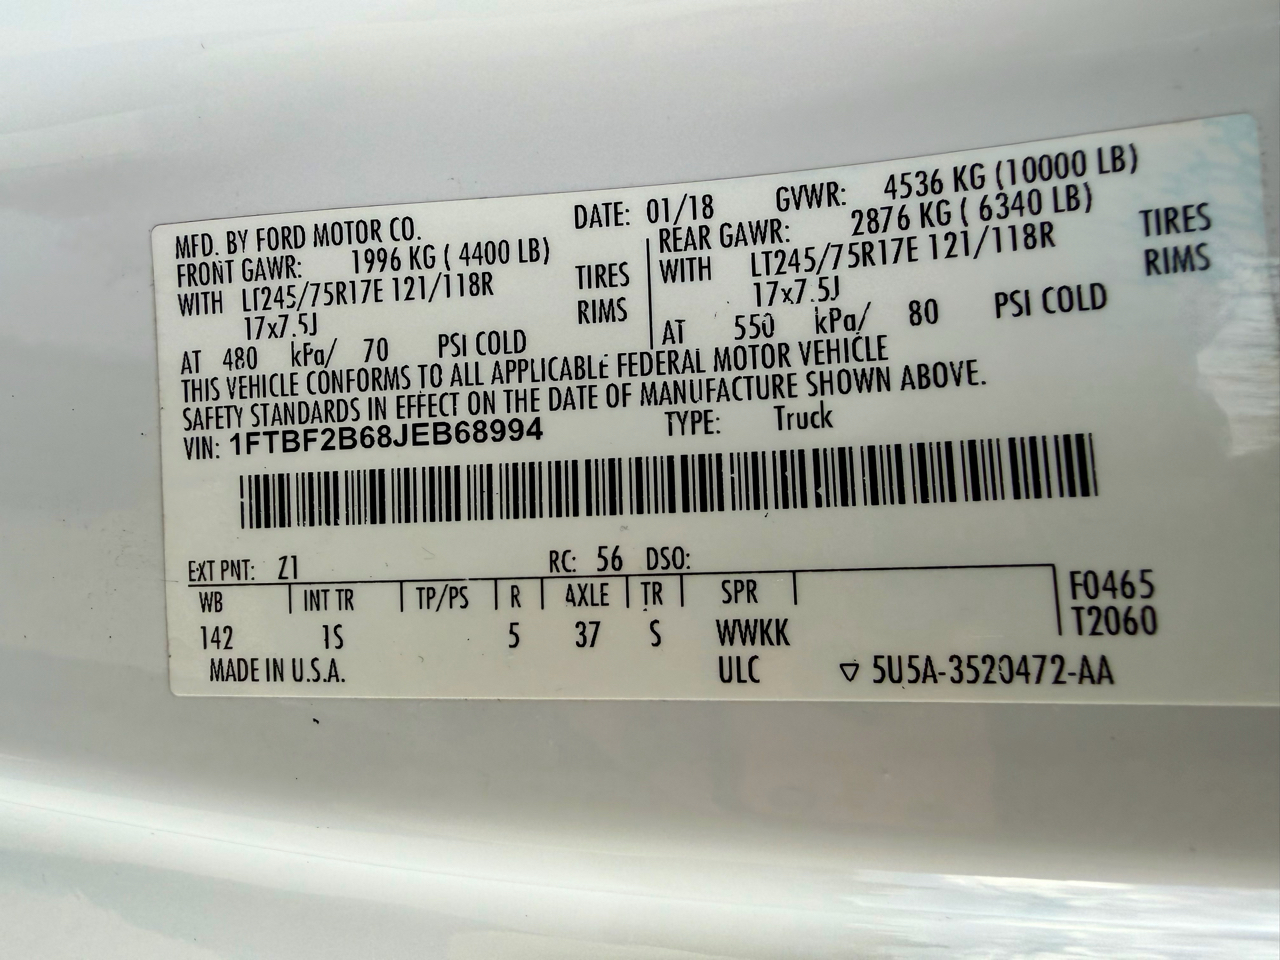 MFD. BY FORD MOTOR CO. DATE: 01/18 GVWR: 4536 KG (10000 LB)
FRONT GAWR: 1996 KG ( 4400 LB) REAR GAWR: 2876 KG ( 6340 LB)
WITH LT245/75R17E 121/118R TIRES WITH LT245/75R17E 121/118R TIRES
17x7.5J RIMS 17x7.5J RIMS
AT 480 kPa/ 70 PSI COLD AT 550 kPa/ 80 PSI COLD
THIS VEHICLE CONFORMS TO ALL APPLICABLE FEDERAL MOTOR VEHICLE
SAFETY STANDARDS IN EFFECT ON THE DATE OF MANUFACTURE SHOWN ABOVE.
VIN: 1FTBF2B68JEB68994 TYPE: Truck
EXT PNT: Z1 RC: 56 DSO:
WB INT TR TP/PS R AXLE TR SPR F0465
142 1S 5 37 S WWKK T2060
MADE IN U.S.A. ULC ▽ 5U5A-3520472-AA